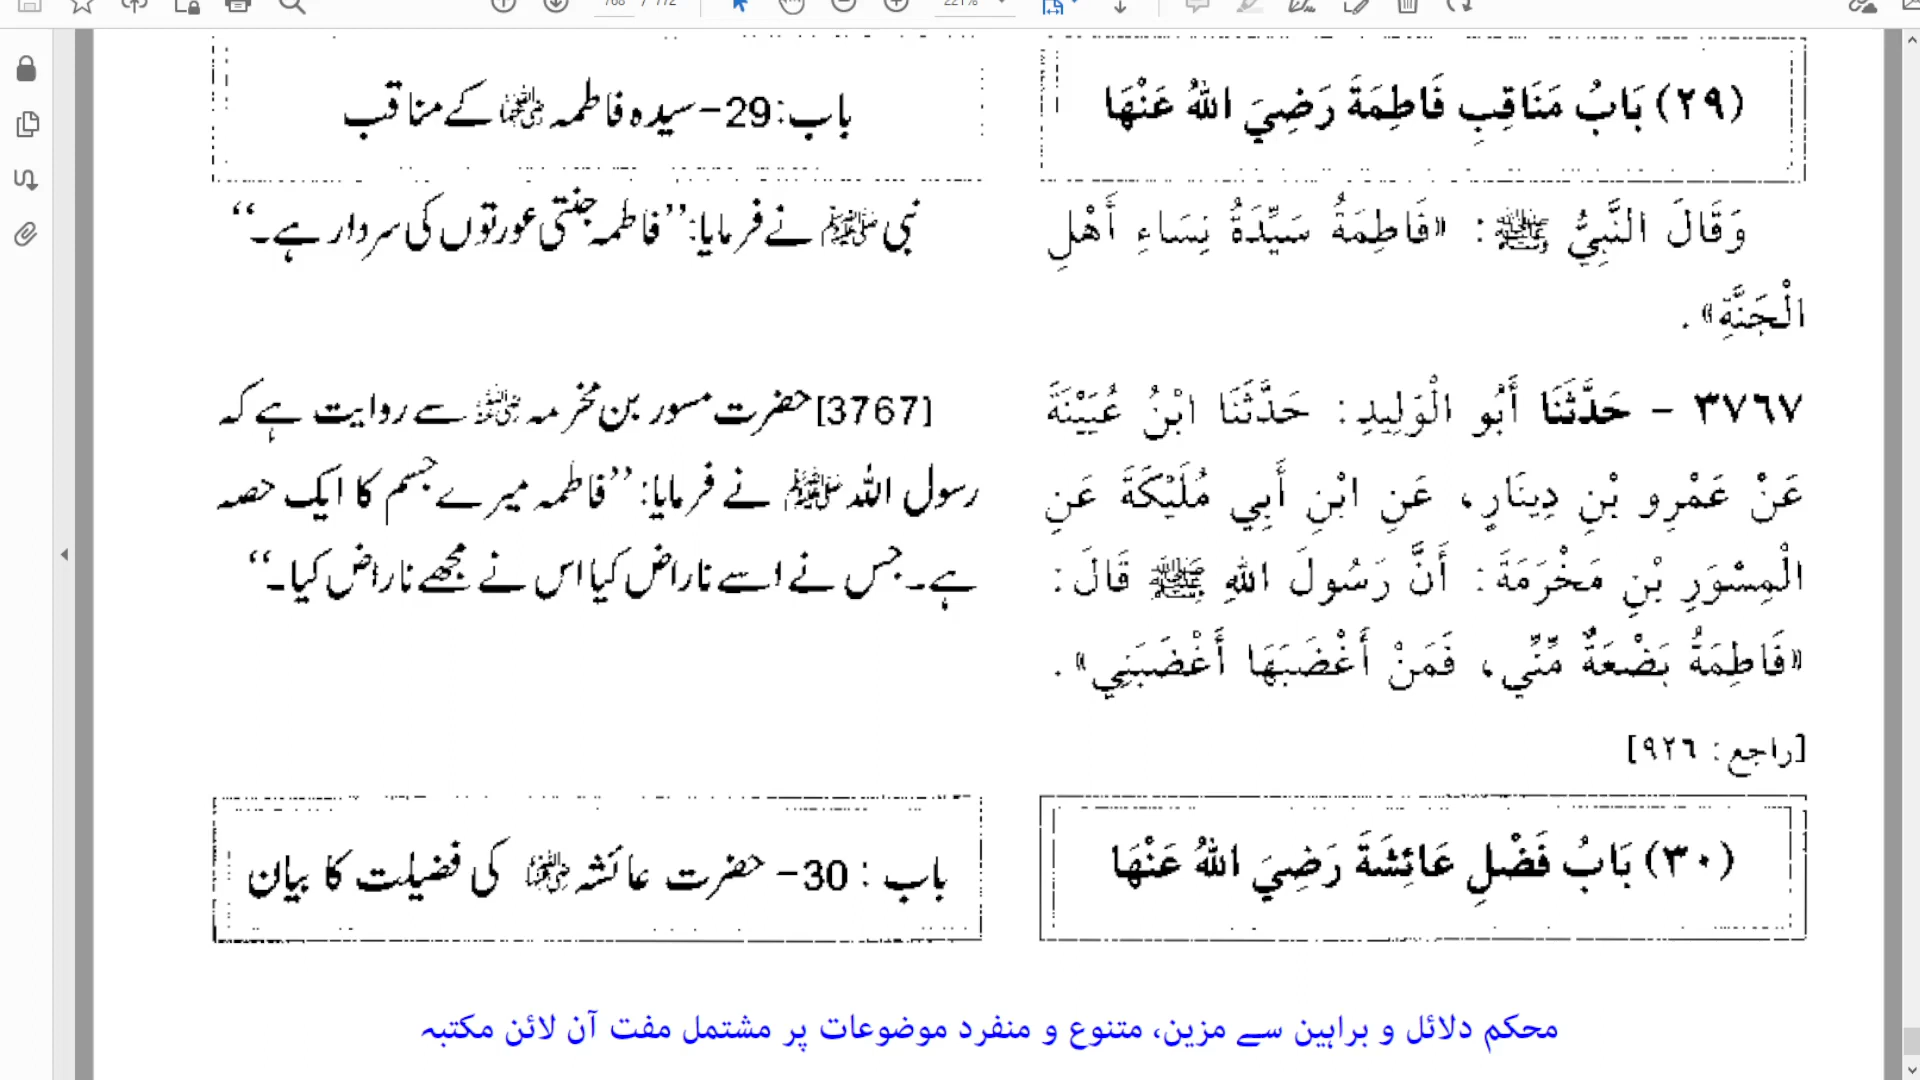 (٢٩) بَابُ مَنَاقِبِ فَاطِمَةَ رَضِيَ اللهُ عَنْهَا
باب:29-سیدہ فاطمہ ؓ کے مناقب
وَقَالَ النَّبِيُّ ﷺ: «فَاطِمَةُ سَيِّدَةُ نِسَاءِ أَهْلِ
الْجَنَّةِ».
نبی ﷺ نے فرمایا: ’’فاطمہ جنتی عورتوں کی سردار ہے۔‘‘
٣٧٦٧ - حَدَّثَنَا أَبُو الْوَلِيدِ: حَدَّثَنَا ابْنُ عُيَيْنَةَ
عَنْ عَمْرِو بْنِ دِينَارٍ، عَنِ ابْنِ أَبِي مُلَيْكَةَ عَنِ
الْمِسْوَرِ بْنِ مَخْرَمَةَ: أَنَّ رَسُولَ اللهِ ﷺ قَالَ:
«فَاطِمَةُ بَضْعَةٌ مِّنِّي، فَمَنْ أَغْضَبَهَا أَغْضَبَنِي».
[راجع: ٩٢٦]
[3767] حضرت مسور بن مخرمہ ؓ سے روایت ہے کہ
رسول اللہ ﷺ نے فرمایا: ’’فاطمہ میرے جسم کا ایک حصہ
ہے۔ جس نے اسے ناراض کیا اس نے مجھے ناراض کیا۔‘‘
(٣٠) بَابُ فَضْلِ عَائِشَةَ رَضِيَ اللهُ عَنْهَا
باب: 30- حضرت عائشہ ؓ کی فضیلت کا بیان
محکم دلائل و براہین سے مزین، متنوع و منفرد موضوعات پر مشتمل مفت آن لائن مکتبہ